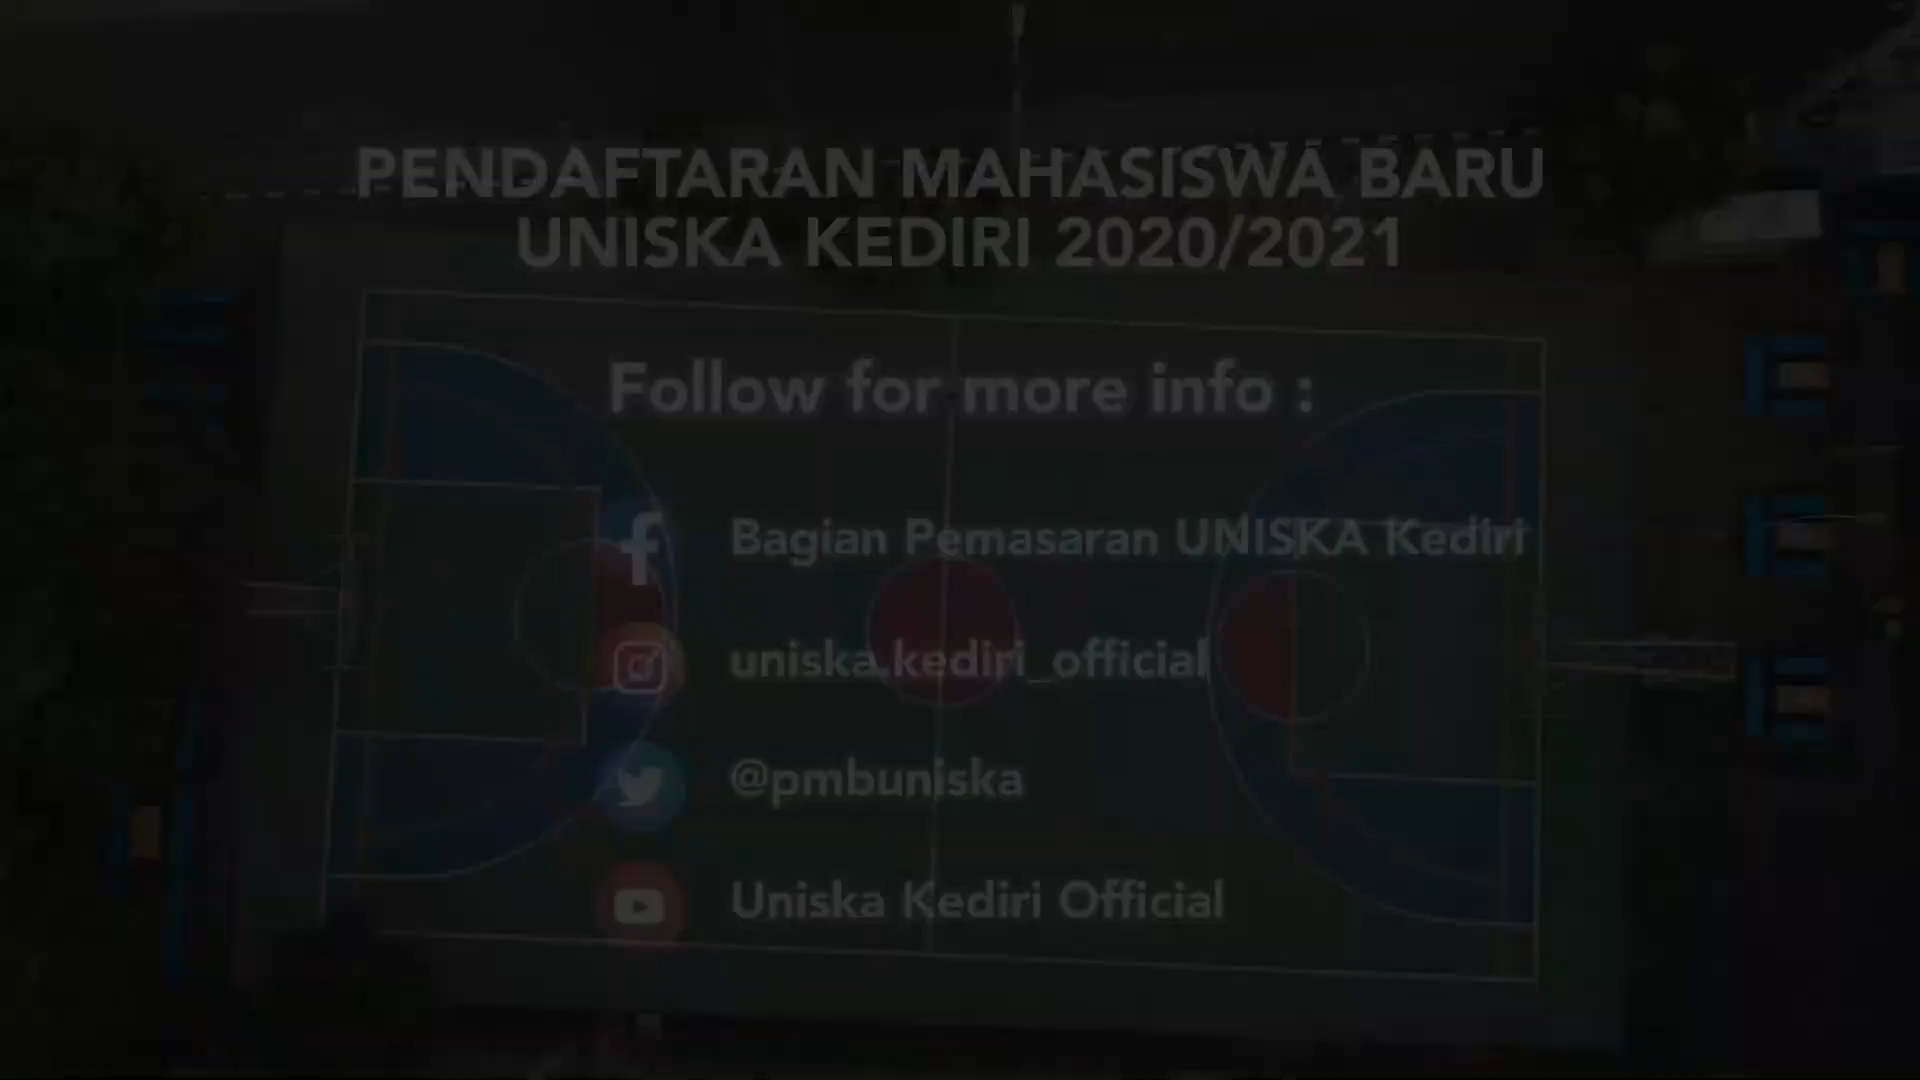 PENDAFTARAN MAHASISWA BARU
UNISKA KEDIRI 2020/2021
Follow for more info :
Bagian Pemasaran UNISKA Kediri
uniska.kediri_official
@pmbuniska
Uniska Kediri Official